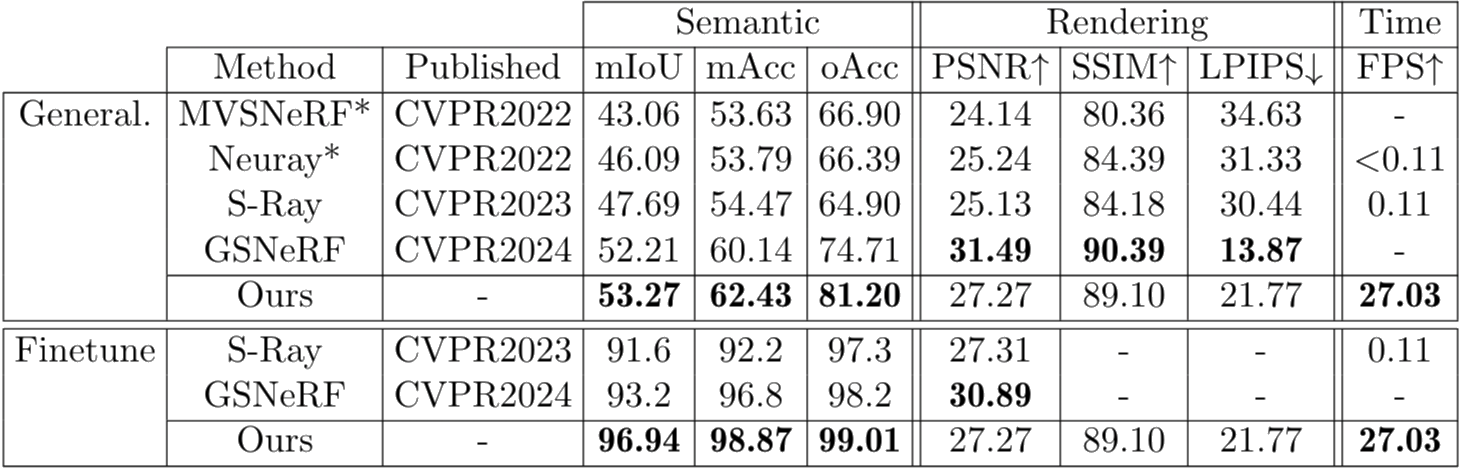 Semantic Rendering Time
Method Published mIoU mAcc oAcc PSNR↑ SSIM↑ LPIPS↓ FPS↑
General. MVSNeRF* CVPR2022 43.06 53.63 66.90 24.14 80.36 34.63 -
Neuray* CVPR2022 46.09 53.79 66.39 25.24 84.39 31.33 <0.11
S-Ray CVPR2023 47.69 54.47 64.90 25.13 84.18 30.44 0.11
GSNeRF CVPR2024 52.21 60.14 74.71 31.49 90.39 13.87 -
Ours - 53.27 62.43 81.20 27.27 89.10 21.77 27.03
Finetune S-Ray CVPR2023 91.6 92.2 97.3 27.31 - - 0.11
GSNeRF CVPR2024 93.2 96.8 98.2 30.89 - - -
Ours - 96.94 98.87 99.01 27.27 89.10 21.77 27.03